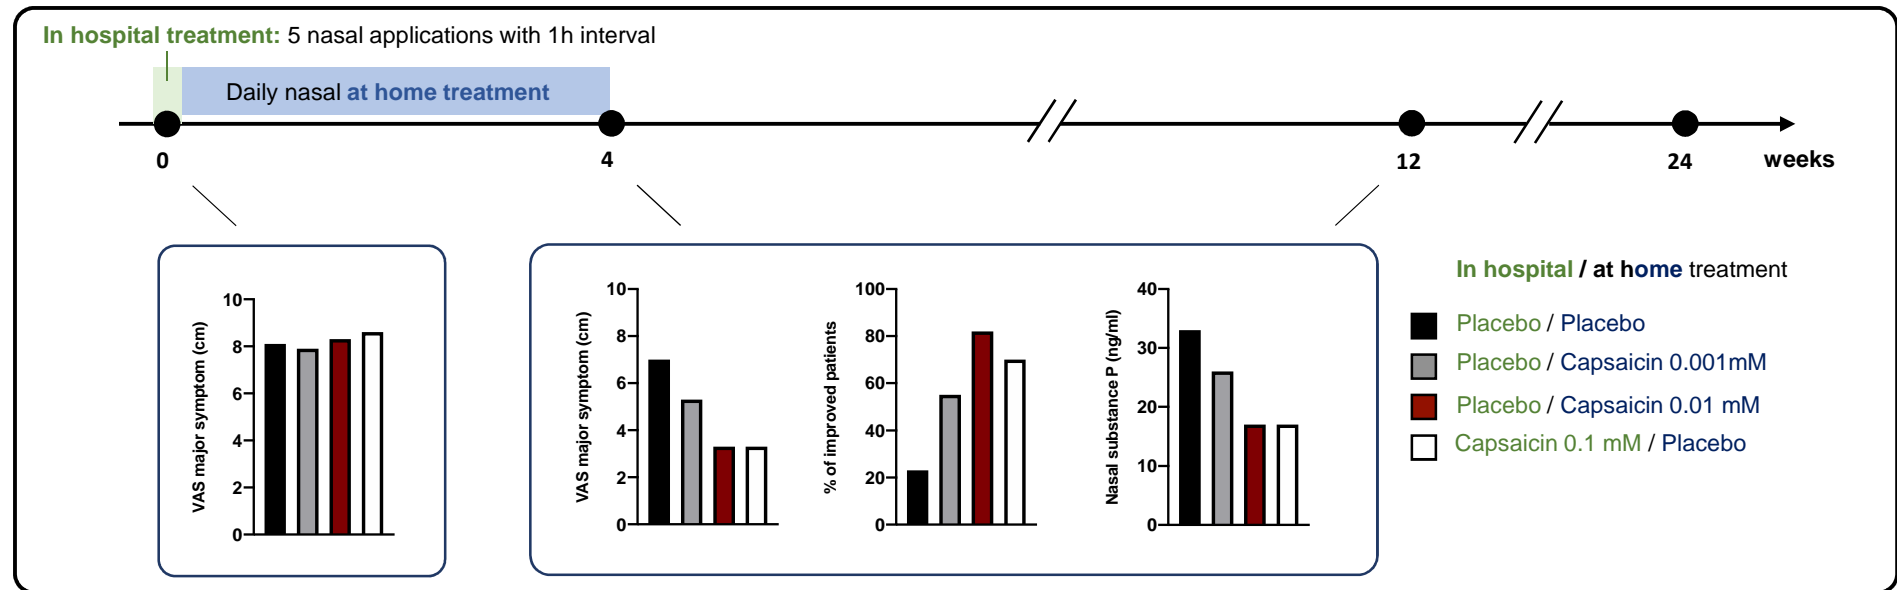 In hospital treatment: 5 nasal applications with 1h interval
Daily nasal at home treatment
0
4
12
24
weeks
VAS major symptom (cm)
10
8
6
4
2
0
VAS major symptom (cm)
10
8
6
4
2
0
% of improved patients
100
80
60
40
20
0
Nasal substance P (ng/ml)
40
30
20
10
0
In hospital / at home treatment
Placebo / Placebo
Placebo / Capsaicin 0.001mM
Placebo / Capsaicin 0.01 mM
Capsaicin 0.1 mM / Placebo